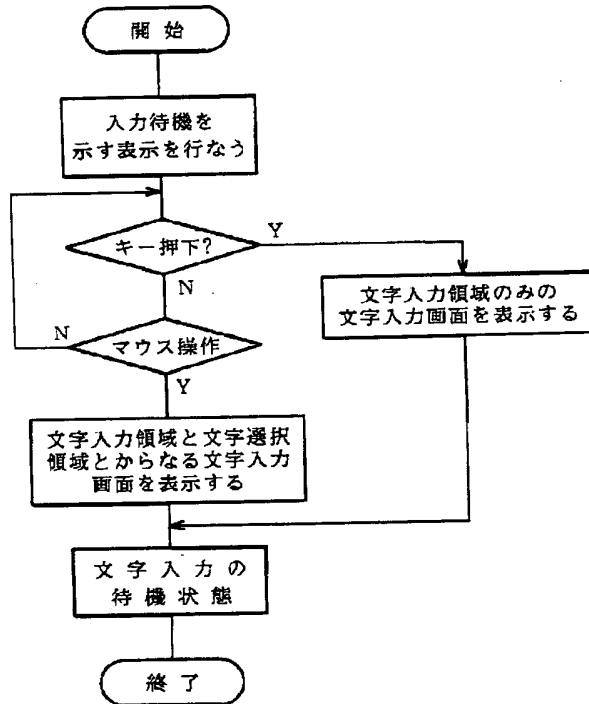 開始
入力待機を
示す表示を行なう
キー押下?
Y
N
文字入力領域のみの
文字入力画面を表示する
マウス操作
N
Y
文字入力領域と文字選択
領域とからなる文字入力
画面を表示する
文字入力の
待機状態
終了